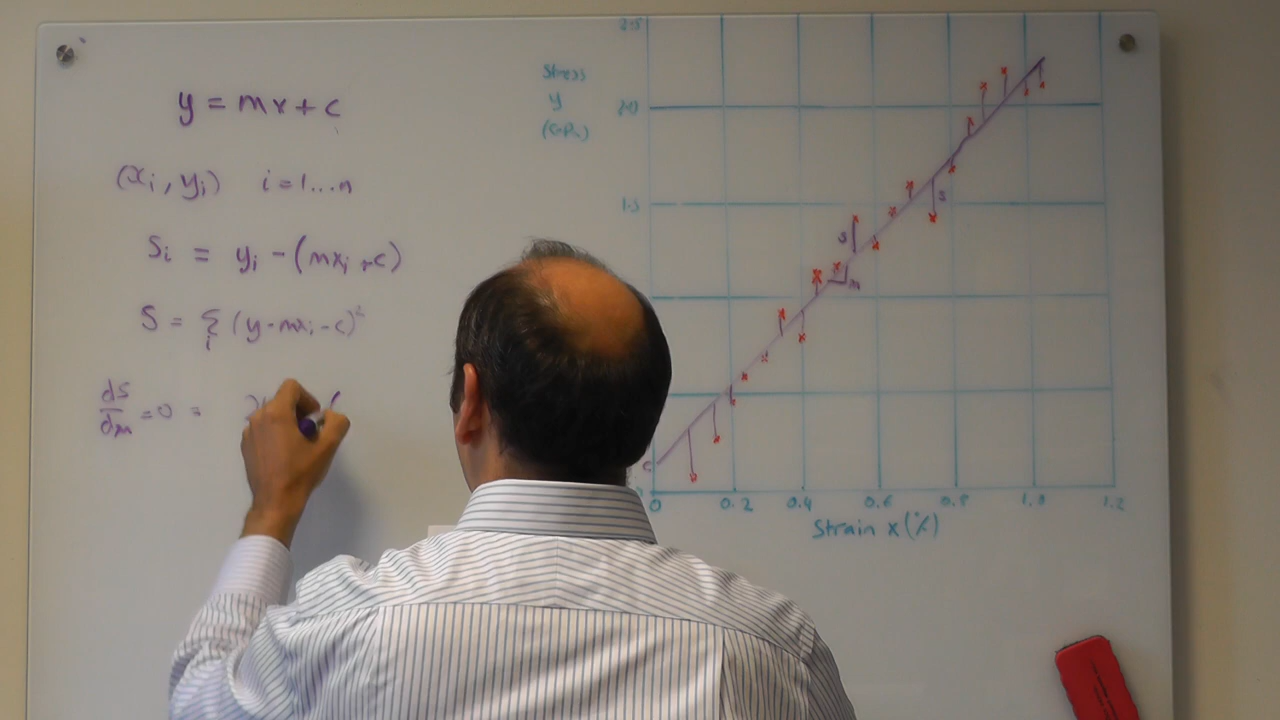 y = mx + c
(xi, yi) i = 1...n
Si = yi - (mxi + c)
S = Σi (y - mxi - c)²
dS/dm = 0 =
2.5
Stress
y
(GPa)
2.0
1.5
s
s
m
c
0 0.2 0.4 0.6 0.8 1.0 1.2
Strain x (%)